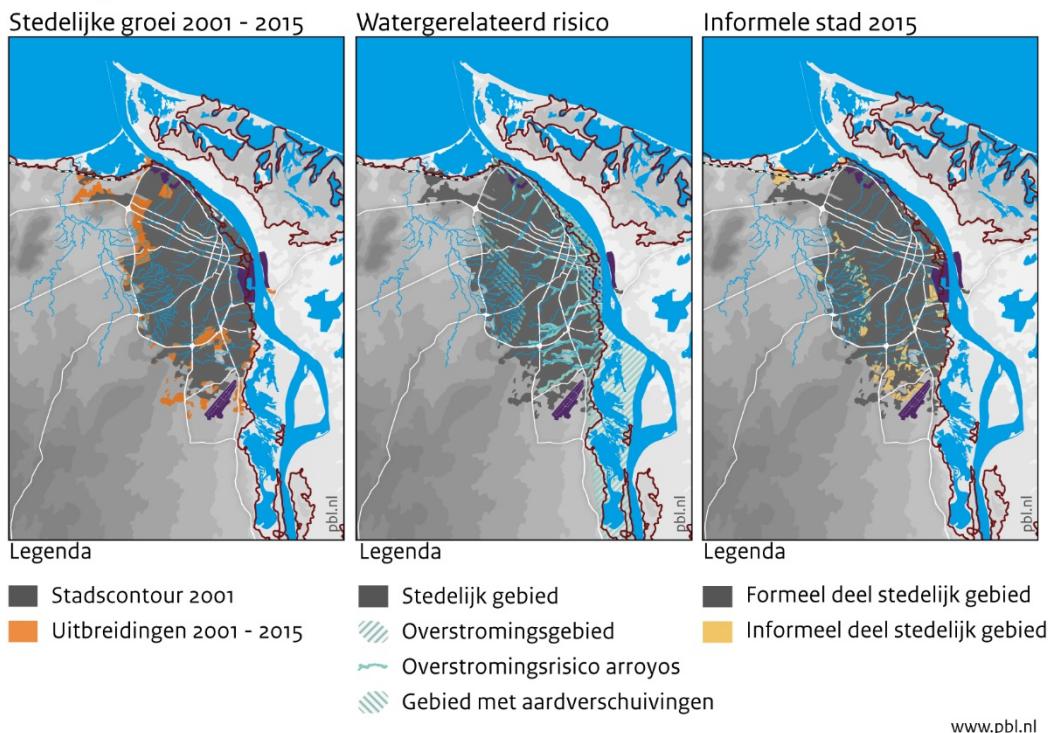 Stedelijke groei 2001 - 2015
Watergerelateerd risico
Informele stad 2015
pbl.nl
pbl.nl
pbl.nl
Legenda
Stadscontour 2001
Uitbreidingen 2001 - 2015
Legenda
Stedelijk gebied
Overstromingsgebied
Overstromingsrisico arroyos
Gebied met aardverschuivingen
Legenda
Formeel deel stedelijk gebied
Informeel deel stedelijk gebied
www.pbl.nl